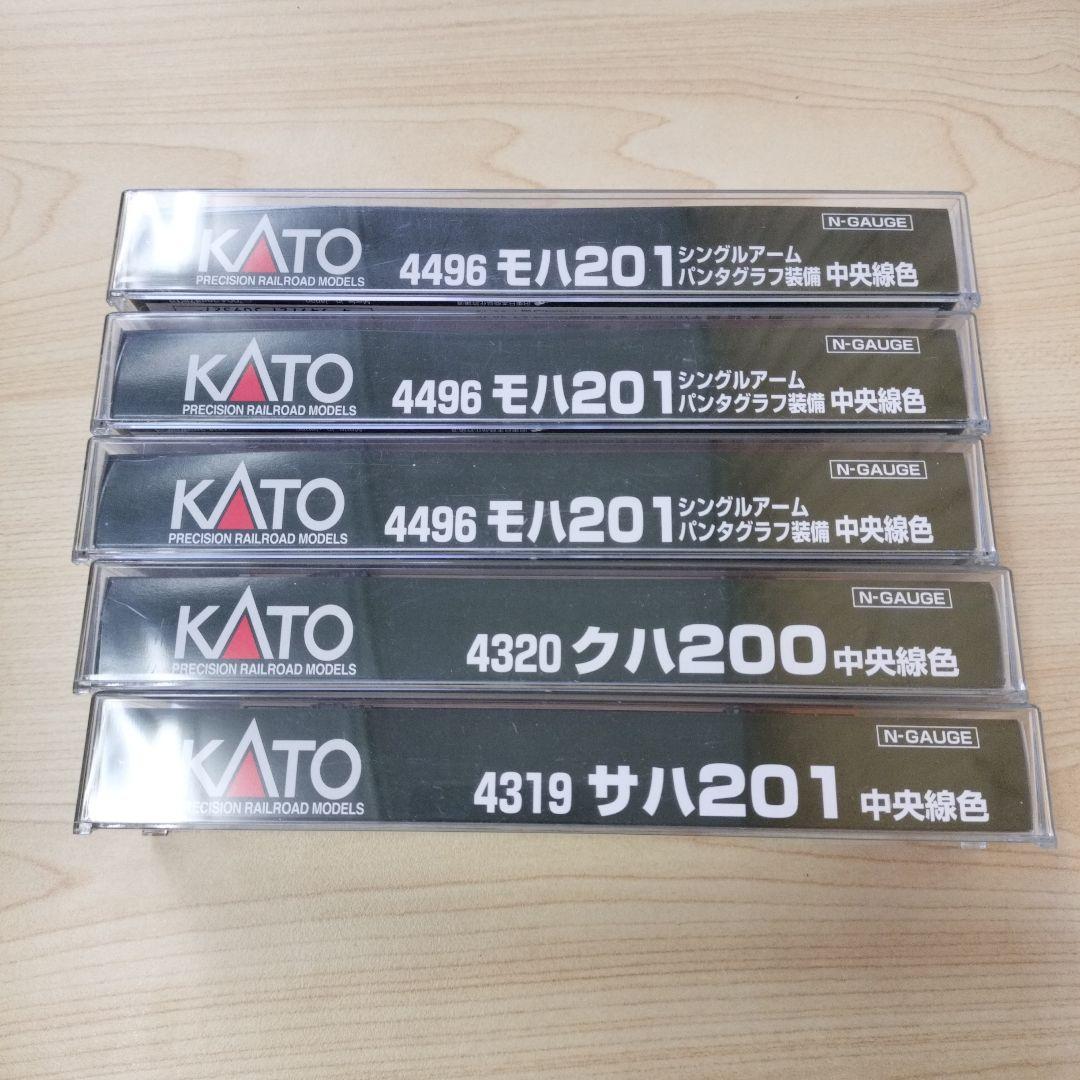 N-GAUGE
KATO
PRECISION RAILROAD MODELS
4496 モハ201 シングルアーム
パンタグラフ装備 中央線色
N-GAUGE
KATO
PRECISION RAILROAD MODELS
4496 モハ201 シングルアーム
パンタグラフ装備 中央線色
N-GAUGE
KATO
PRECISION RAILROAD MODELS
4496 モハ201 シングルアーム
パンタグラフ装備 中央線色
N-GAUGE
KATO
PRECISION RAILROAD MODELS
4320 クハ200 中央線色
N-GAUGE
KATO
PRECISION RAILROAD MODELS
4319 サハ201 中央線色